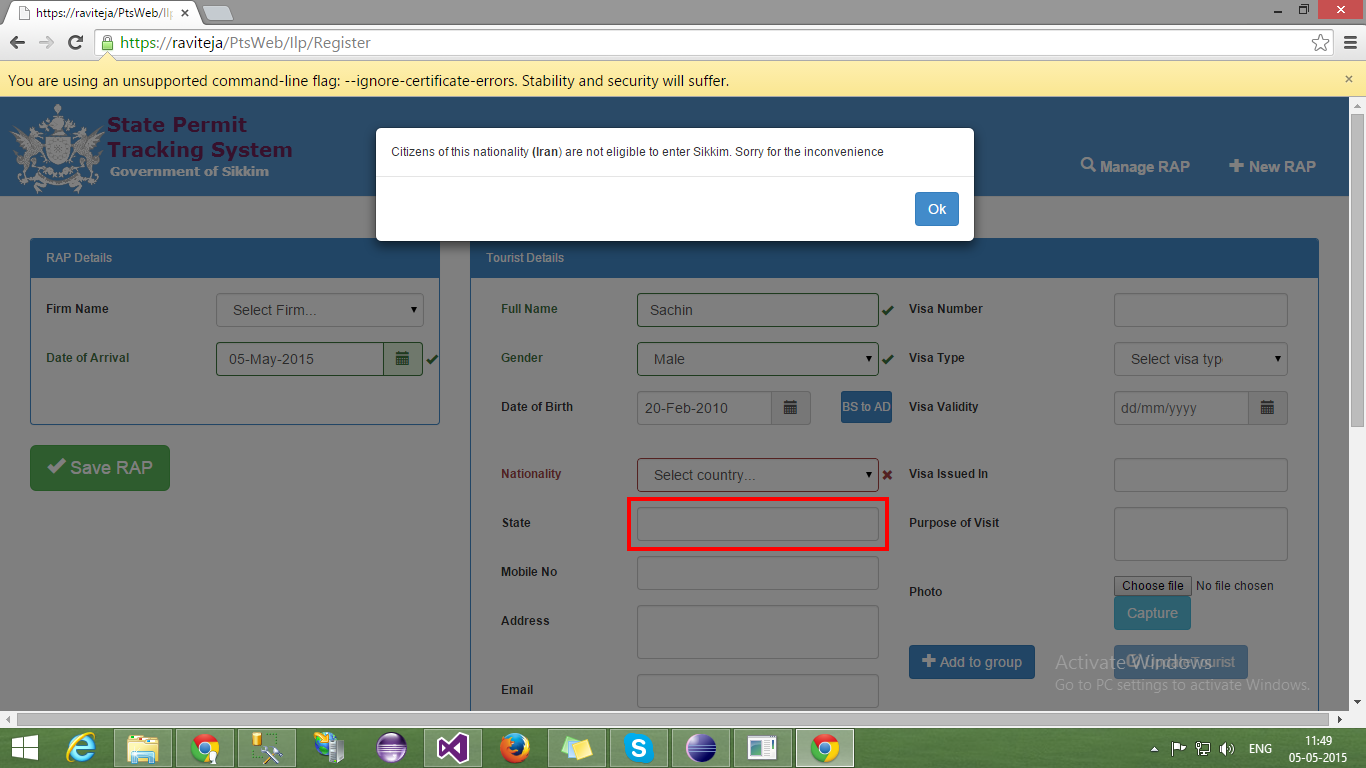 https://raviteja/PtsWeb/Ilp
https://raviteja/PtsWeb/Ilp/Register
You are using an unsupported command-line flag: --ignore-certificate-errors. Stability and security will suffer.
State Permit
Tracking System
Government of Sikkim
Manage RAP
New RAP
Citizens of this nationality (Iran) are not eligible to enter Sikkim. Sorry for the inconvenience
Ok
RAP Details
Firm Name Select Firm...
Date of Arrival 05-May-2015
Save RAP
Tourist Details
Full Name Sachin Visa Number
Gender Male Visa Type Select visa typ
Date of Birth 20-Feb-2010 BS to AD Visa Validity dd/mm/yyyy
Nationality Select country... Visa Issued In
State Purpose of Visit
Mobile No
Photo Choose file No file chosen
Capture
Address
Add to group UpdateTourist
Email
Activate Windows
Go to PC settings to activate Windows.
ENG
11:49
05-05-2015